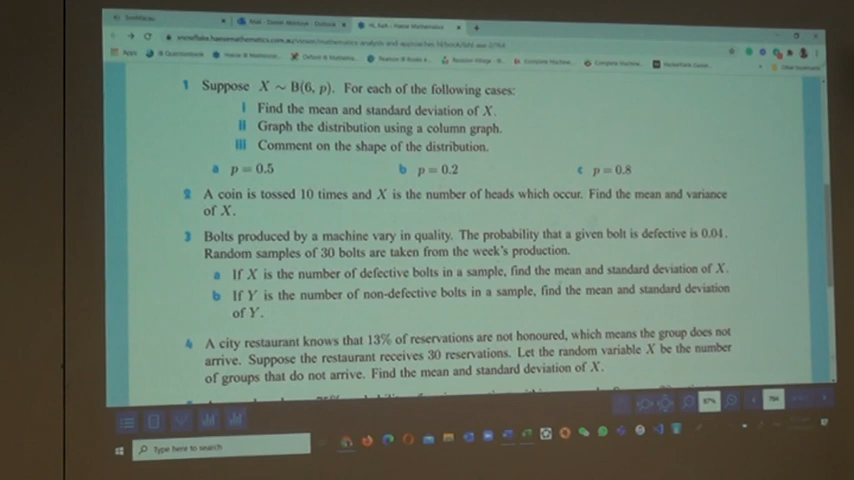 1 Suppose X ∼ B(6, p). For each of the following cases:
i Find the mean and standard deviation of X.
ii Graph the distribution using a column graph.
iii Comment on the shape of the distribution.
a p = 0.5 b p = 0.2 c p = 0.8
2 A coin is tossed 10 times and X is the number of heads which occur. Find the mean and variance
of X.
3 Bolts produced by a machine vary in quality. The probability that a given bolt is defective is 0.04.
Random samples of 30 bolts are taken from the week's production.
a If X is the number of defective bolts in a sample, find the mean and standard deviation of X.
b If Y is the number of non-defective bolts in a sample, find the mean and standard deviation
of Y.
4 A city restaurant knows that 13% of reservations are not honoured, which means the group does not
arrive. Suppose the restaurant receives 30 reservations. Let the random variable X be the number
of groups that do not arrive. Find the mean and standard deviation of X.
87% 784
Type here to search